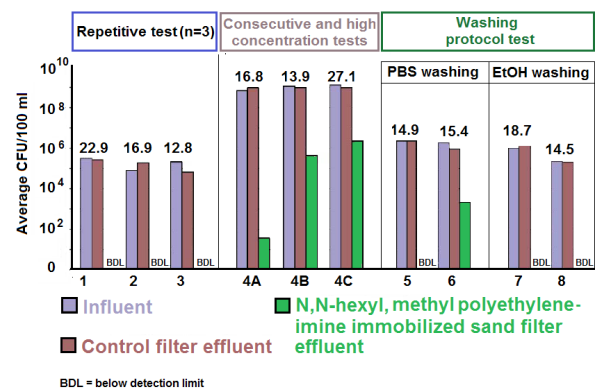 Repetitive test (n=3)
Consecutive and high
concentration tests
Washing
protocol test
PBS washing
EtOH washing
Average CFU/100 ml
10^10
10^8
10^6
10^4
10^2
0
22.9
16.9
12.8
16.8
13.9
27.1
14.9
15.4
18.7
14.5
BDL
BDL
BDL
BDL
BDL
BDL
1
2
3
4A
4B
4C
5
6
7
8
Influent
Control filter effluent
N,N-hexyl, methyl polyethylene-
imine immobilized sand filter
effluent
BDL = below detection limit